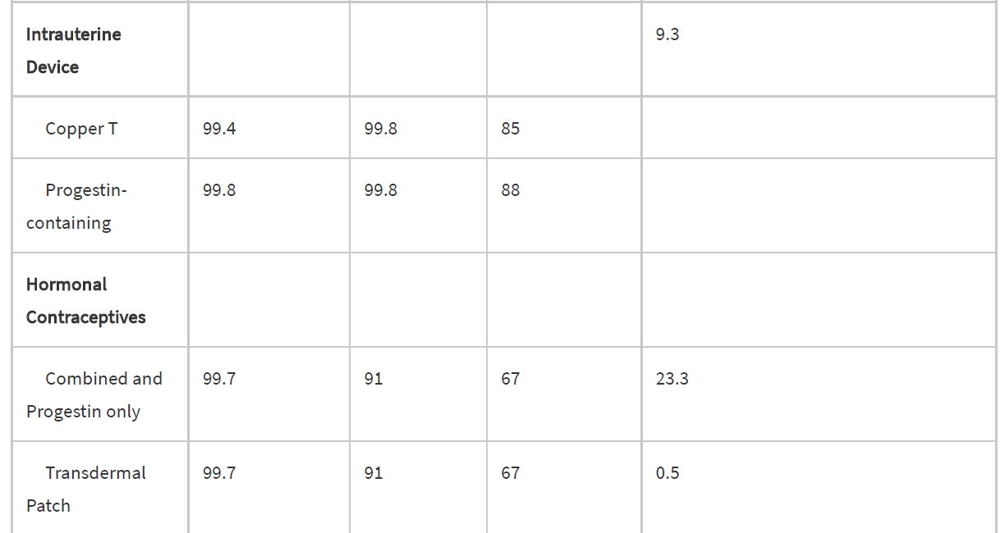 Intrauterine 9.3
Device
Copper T 99.4 99.8 85
Progestin- 99.8 99.8 88
containing
Hormonal
Contraceptives
Combined and 99.7 91 67 23.3
Progestin only
Transdermal 99.7 91 67 0.5
Patch